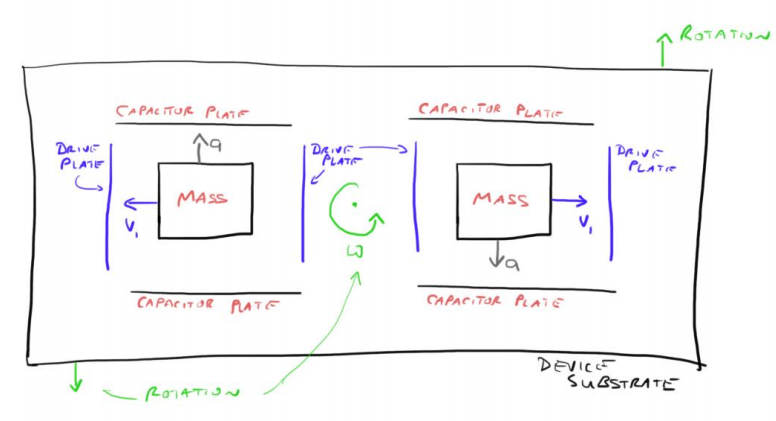 ROTATION
CAPACITOR PLATE
CAPACITOR PLATE
DRIVE
PLATE
a
DRIVE
PLATE
DRIVE
PLATE
MASS
MASS
V₁
V₁
ω
a
CAPACITOR PLATE
CAPACITOR PLATE
ROTATION
DEVICE
SUBSTRATE